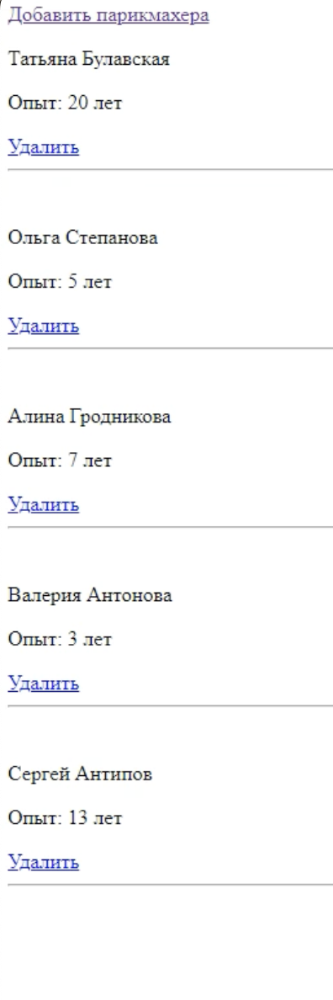 Добавить парикмахера
Татьяна Булавская
Опыт: 20 лет
Удалить
Ольга Степанова
Опыт: 5 лет
Удалить
Алина Гродникова
Опыт: 7 лет
Удалить
Валерия Антонова
Опыт: 3 лет
Удалить
Сергей Антипов
Опыт: 13 лет
Удалить